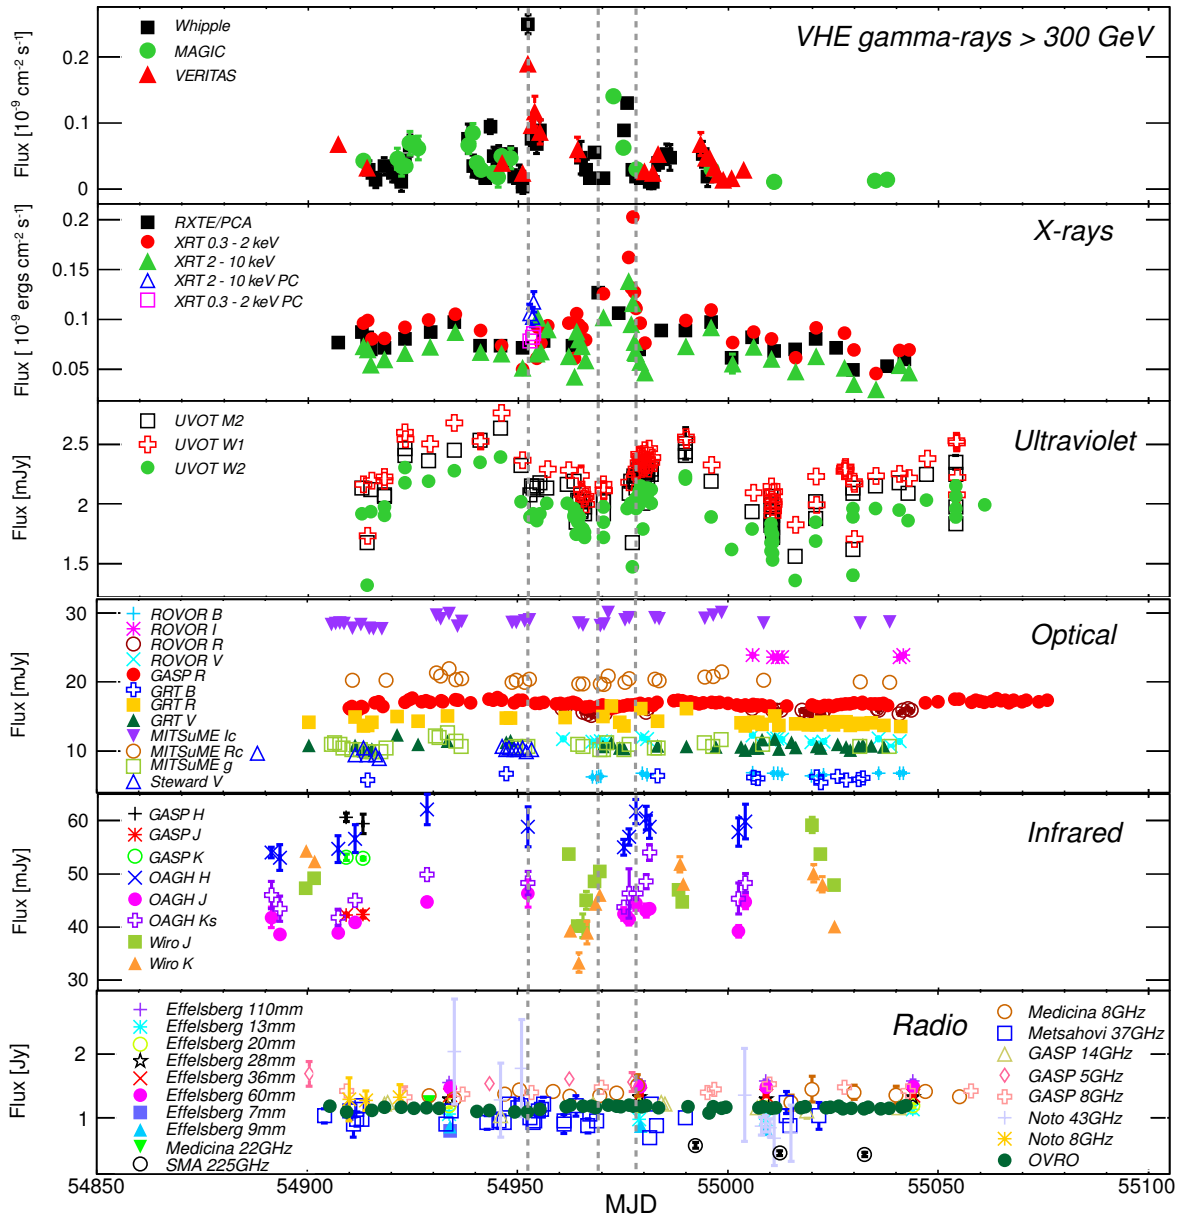 VHE gamma-rays > 300 GeV
Flux [10⁻⁹ cm⁻² s⁻¹]
0.2
0.1
0
Whipple
MAGIC
VERITAS
X-rays
Flux [ 10⁻⁹ ergs cm⁻² s⁻¹]
0.2
0.15
0.1
0.05
RXTE/PCA
XRT 0.3 - 2 keV
XRT 2 - 10 keV
XRT 2 - 10 keV PC
XRT 0.3 - 2 keV PC
Ultraviolet
Flux [mJy]
2.5
2
1.5
UVOT M2
UVOT W1
UVOT W2
Optical
Flux [mJy]
30
20
10
ROVOR B
ROVOR I
ROVOR R
ROVOR V
GASP R
GRT B
GRT R
GRT V
MITSuME Ic
MITSuME Rc
MITSuME g
Steward V
Infrared
Flux [mJy]
60
50
40
30
GASP H
GASP J
GASP K
OAGH H
OAGH J
OAGH Ks
Wiro J
Wiro K
Radio
Flux [Jy]
2
1
Effelsberg 110mm
Effelsberg 13mm
Effelsberg 20mm
Effelsberg 28mm
Effelsberg 36mm
Effelsberg 60mm
Effelsberg 7mm
Effelsberg 9mm
Medicina 22GHz
SMA 225GHz
Medicina 8GHz
Metsahovi 37GHz
GASP 14GHz
GASP 5GHz
GASP 8GHz
Noto 43GHz
Noto 8GHz
OVRO
54850 54900 54950 55000 55050 55100
MJD